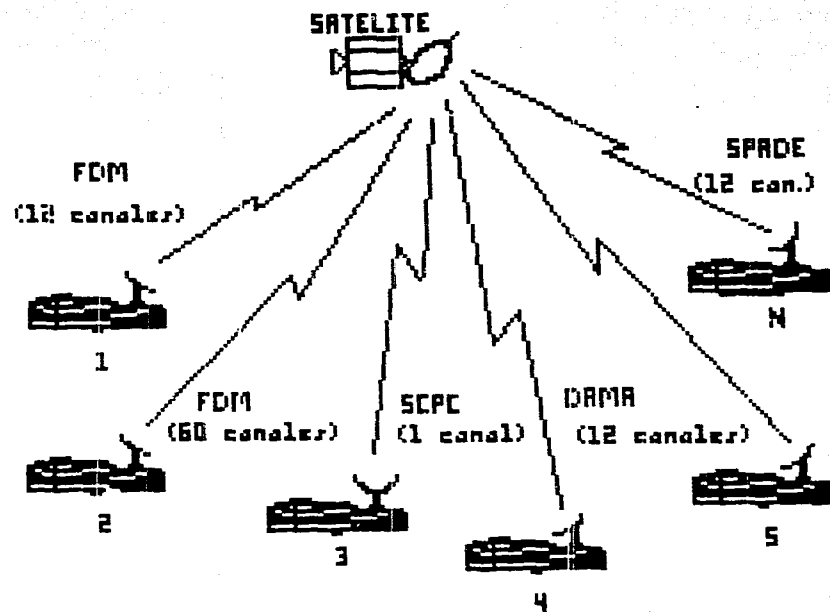 SATELITE
FDM
(12 canales)
SPADE
(12 can.)
1
N
FDM
(60 canales)
SCPC
(1 canal)
DAMA
(12 canales)
2
3
4
5